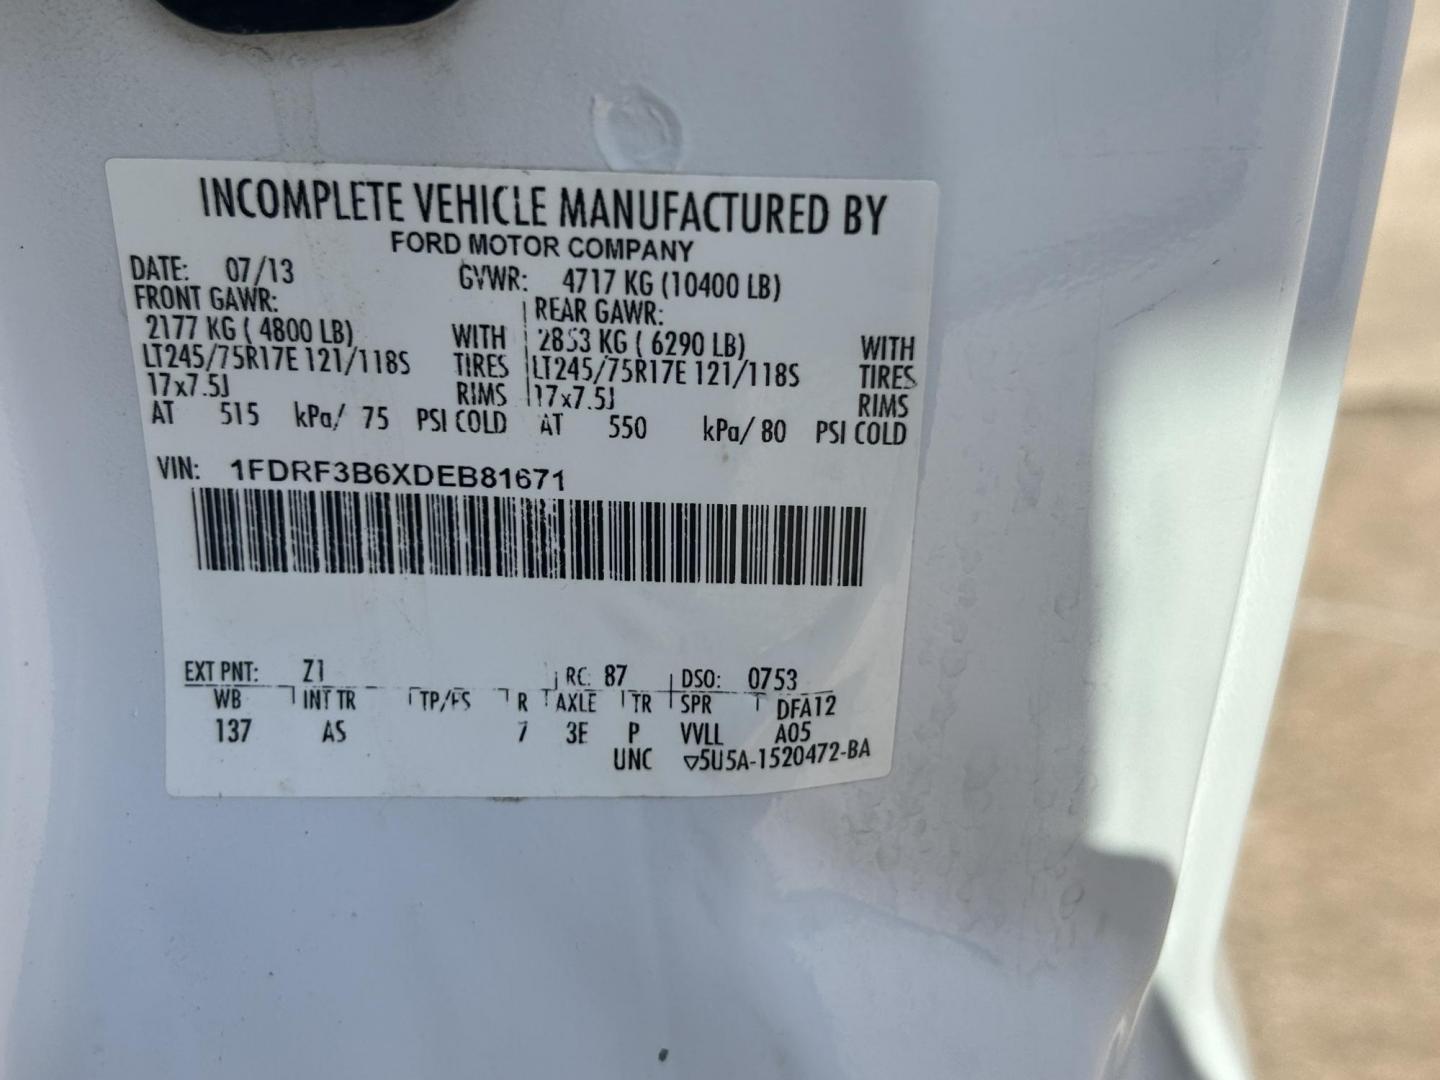 INCOMPLETE VEHICLE MANUFACTURED BY
FORD MOTOR COMPANY
DATE: 07/13 GVWR: 4717 KG (10400 LB)
FRONT GAWR: REAR GAWR:
2177 KG ( 4800 LB) WITH 2853 KG ( 6290 LB) WITH
LT245/75R17E 121/118S TIRES LT245/75R17E 121/118S TIRES
17x7.5J RIMS 17x7.5J RIMS
AT 515 kPa/ 75 PSI COLD AT 550 kPa/ 80 PSI COLD
VIN: 1FDRF3B6XDEB81671
EXT PNT: Z1 RC: 87 DSO: 0753
WB INT TR TP/PS R AXLE TR SPR DFA12
137 AS 7 3E P VVLL A05
UNC ▽5U5A-1520472-BA